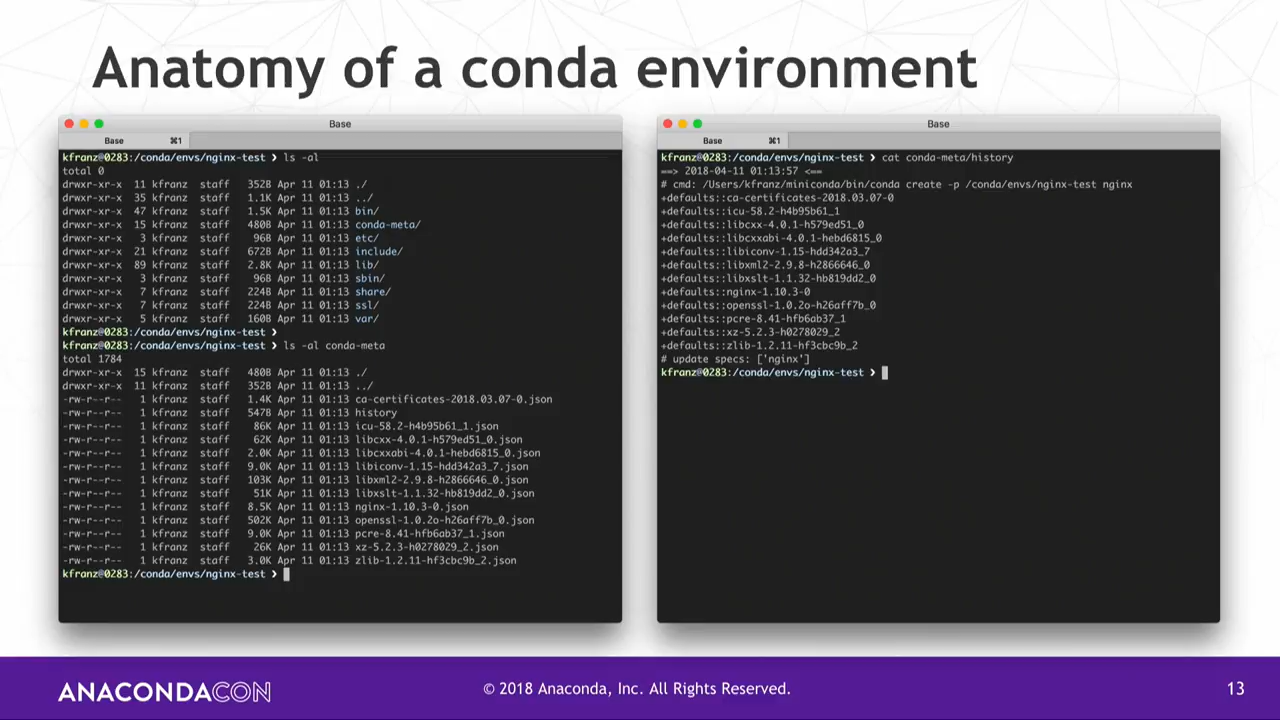 Anatomy of a conda environment
Base
Base ⌘1
kfranz@0283:/conda/envs/nginx-test ❯ ls -al
total 0
drwxr-xr-x 11 kfranz staff 352B Apr 11 01:13 ./
drwxr-xr-x 35 kfranz staff 1.1K Apr 11 01:13 ../
drwxr-xr-x 47 kfranz staff 1.5K Apr 11 01:13 bin/
drwxr-xr-x 15 kfranz staff 480B Apr 11 01:13 conda-meta/
drwxr-xr-x 3 kfranz staff 96B Apr 11 01:13 etc/
drwxr-xr-x 21 kfranz staff 672B Apr 11 01:13 include/
drwxr-xr-x 89 kfranz staff 2.8K Apr 11 01:13 lib/
drwxr-xr-x 3 kfranz staff 96B Apr 11 01:13 sbin/
drwxr-xr-x 7 kfranz staff 224B Apr 11 01:13 share/
drwxr-xr-x 7 kfranz staff 224B Apr 11 01:13 ssl/
drwxr-xr-x 5 kfranz staff 160B Apr 11 01:13 var/
kfranz@0283:/conda/envs/nginx-test ❯
kfranz@0283:/conda/envs/nginx-test ❯ ls -al conda-meta
total 1784
drwxr-xr-x 15 kfranz staff 480B Apr 11 01:13 ./
drwxr-xr-x 11 kfranz staff 352B Apr 11 01:13 ../
-rw-r--r-- 1 kfranz staff 1.4K Apr 11 01:13 ca-certificates-2018.03.07-0.json
-rw-r--r-- 1 kfranz staff 547B Apr 11 01:13 history
-rw-r--r-- 1 kfranz staff 86K Apr 11 01:13 icu-58.2-h4b95b61_1.json
-rw-r--r-- 1 kfranz staff 62K Apr 11 01:13 libcxx-4.0.1-h579ed51_0.json
-rw-r--r-- 1 kfranz staff 2.0K Apr 11 01:13 libcxxabi-4.0.1-hebd6815_0.json
-rw-r--r-- 1 kfranz staff 9.0K Apr 11 01:13 libiconv-1.15-hdd342a3_7.json
-rw-r--r-- 1 kfranz staff 103K Apr 11 01:13 libxml2-2.9.8-h2866646_0.json
-rw-r--r-- 1 kfranz staff 51K Apr 11 01:13 libxslt-1.1.32-hb819dd2_0.json
-rw-r--r-- 1 kfranz staff 8.5K Apr 11 01:13 nginx-1.10.3-0.json
-rw-r--r-- 1 kfranz staff 502K Apr 11 01:13 openssl-1.0.2o-h26aff7b_0.json
-rw-r--r-- 1 kfranz staff 9.0K Apr 11 01:13 pcre-8.41-hfb6ab37_1.json
-rw-r--r-- 1 kfranz staff 26K Apr 11 01:13 xz-5.2.3-h0278029_2.json
-rw-r--r-- 1 kfranz staff 3.0K Apr 11 01:13 zlib-1.2.11-hf3cbc9b_2.json
kfranz@0283:/conda/envs/nginx-test ❯
Base
Base ⌘1
kfranz@0283:/conda/envs/nginx-test ❯ cat conda-meta/history
==> 2018-04-11 01:13:57 <==
# cmd: /Users/kfranz/miniconda/bin/conda create -p /conda/envs/nginx-test nginx
+defaults::ca-certificates-2018.03.07-0
+defaults::icu-58.2-h4b95b61_1
+defaults::libcxx-4.0.1-h579ed51_0
+defaults::libcxxabi-4.0.1-hebd6815_0
+defaults::libiconv-1.15-hdd342a3_7
+defaults::libxml2-2.9.8-h2866646_0
+defaults::libxslt-1.1.32-hb819dd2_0
+defaults::nginx-1.10.3-0
+defaults::openssl-1.0.2o-h26aff7b_0
+defaults::pcre-8.41-hfb6ab37_1
+defaults::xz-5.2.3-h0278029_2
+defaults::zlib-1.2.11-hf3cbc9b_2
# update specs: ['nginx']
kfranz@0283:/conda/envs/nginx-test ❯
ANACONDACON
© 2018 Anaconda, Inc. All Rights Reserved.
13